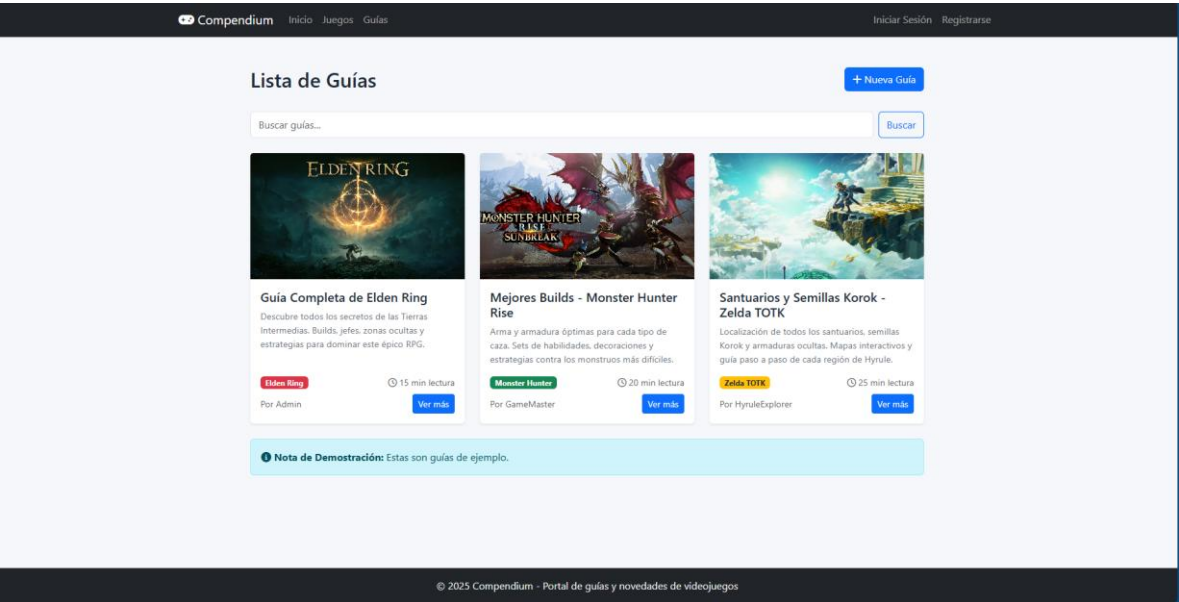 Compendium Inicio Juegos Guías Iniciar Sesión Registrarse
Lista de Guías
+ Nueva Guía
Buscar guías...
Buscar
ELDEN RING
MONSTER HUNTER
RISE
SUNBREAK
Guía Completa de Elden Ring
Descubre todos los secretos de las Tierras
Intermedias. Builds, jefes, zonas ocultas y
estrategias para dominar este épico RPG.
Elden Ring
15 min lectura
Por Admin
Ver más
Mejores Builds - Monster Hunter
Rise
Arma y armadura óptimas para cada tipo de
caza. Sets de habilidades, decoraciones y
estrategias contra los monstruos más difíciles.
Monster Hunter
20 min lectura
Por GameMaster
Ver más
Santuarios y Semillas Korok -
Zelda TOTK
Localización de todos los santuarios, semillas
Korok y armaduras ocultas. Mapas interactivos y
guía paso a paso de cada región de Hyrule.
Zelda TOTK
25 min lectura
Por HyruleExplorer
Ver más
Nota de Demostración: Estas son guías de ejemplo.
© 2025 Compendium - Portal de guías y novedades de videojuegos